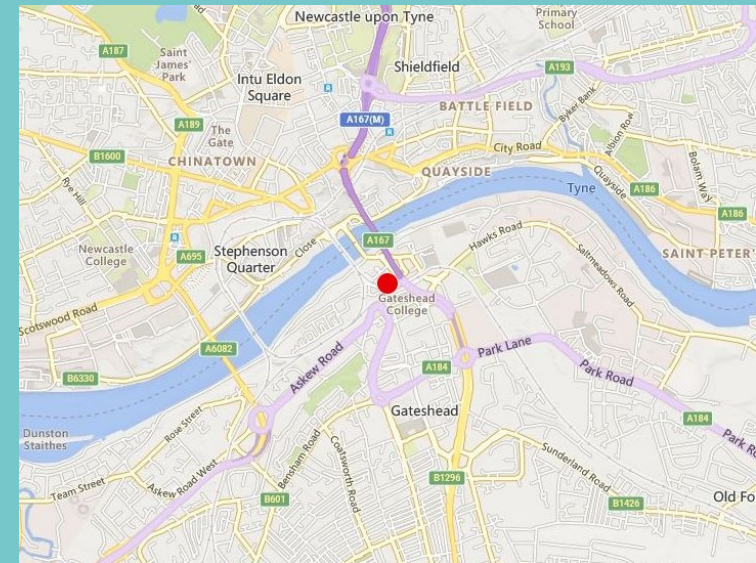 Newcastle upon Tyne
Primary
School
A187
Saint
James'
Park
Shieldfield
A193
Intu Eldon
Square
BATTLE FIELD
Byker Bank
A167(M)
A189
The
Gate
Albion Row
City Road
B1600
CHINATOWN
QUAYSIDE
Bolam Way
Rye Hill
Tyne
Quayside
A186
A186
A167
Hawks Road
Close
Newcastle
College
A695
Stephenson
Quarter
SAINT PETER'
Saltmeadows Road
Gateshead
College
Scotswood Road
A6082
Askew Road
Park Lane
A184
Park Road
B6330
Rose Street
Gateshead
A184
Dunston
Staithes
Park Ro
Bensham Road
Coatsworth Road
Sunderland Road
Askew Road West
B1296
Team Street
B601
B1426
Old Fo